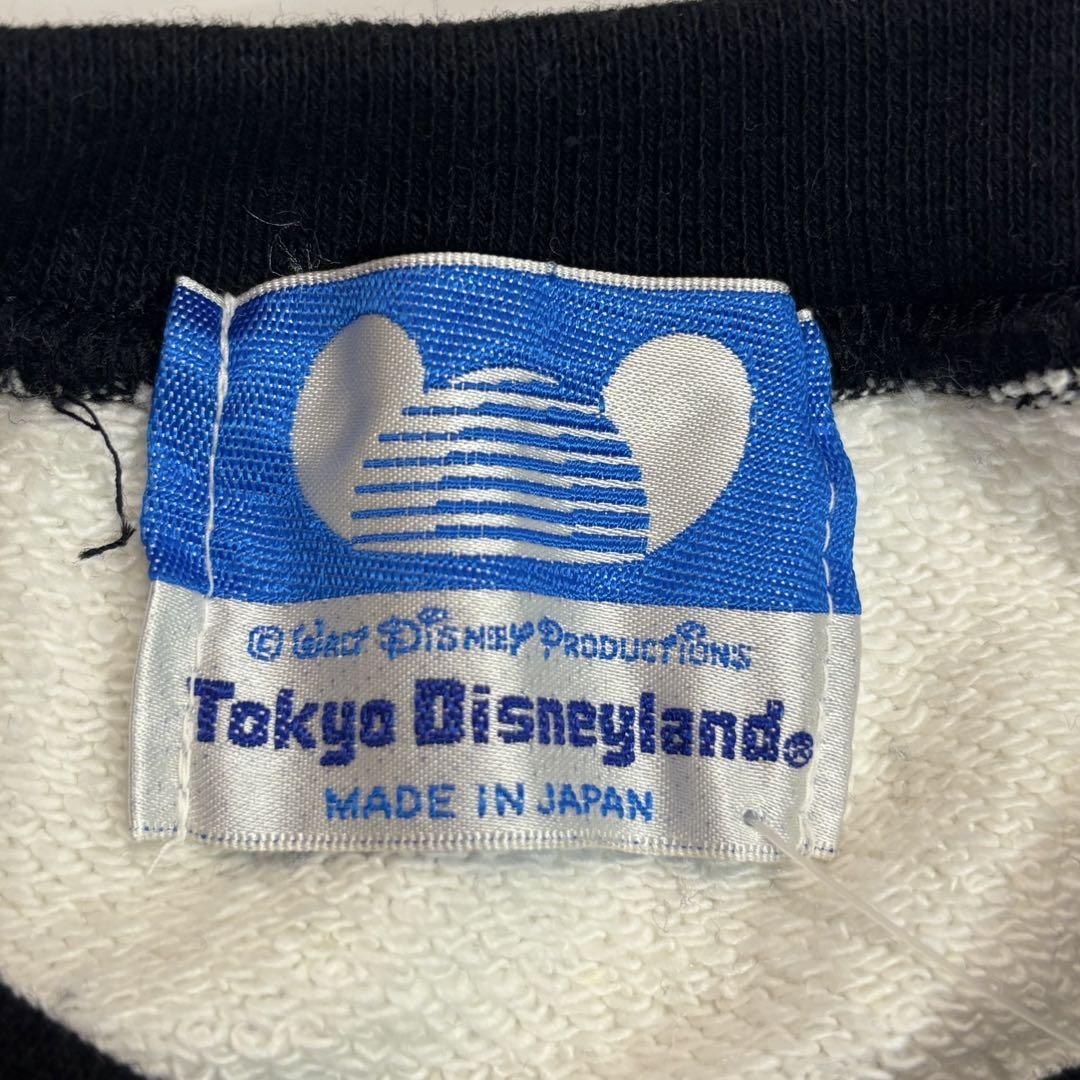 © WALT DiSNEY PRODUCTiONS
Tokyo Disneyland®
MADE IN JAPAN